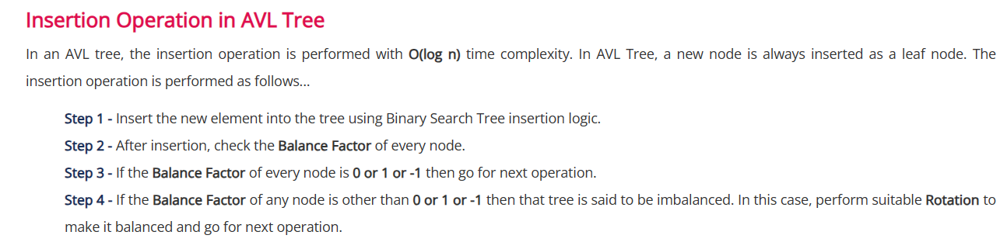 Insertion Operation in AVL Tree
In an AVL tree, the insertion operation is performed with O(log n) time complexity. In AVL Tree, a new node is always inserted as a leaf node. The
insertion operation is performed as follows...
Step 1 - Insert the new element into the tree using Binary Search Tree insertion logic.
Step 2 - After insertion, check the Balance Factor of every node.
Step 3 - If the Balance Factor of every node is 0 or 1 or -1 then go for next operation.
Step 4 - If the Balance Factor of any node is other than 0 or 1 or -1 then that tree is said to be imbalanced. In this case, perform suitable Rotation to
make it balanced and go for next operation.